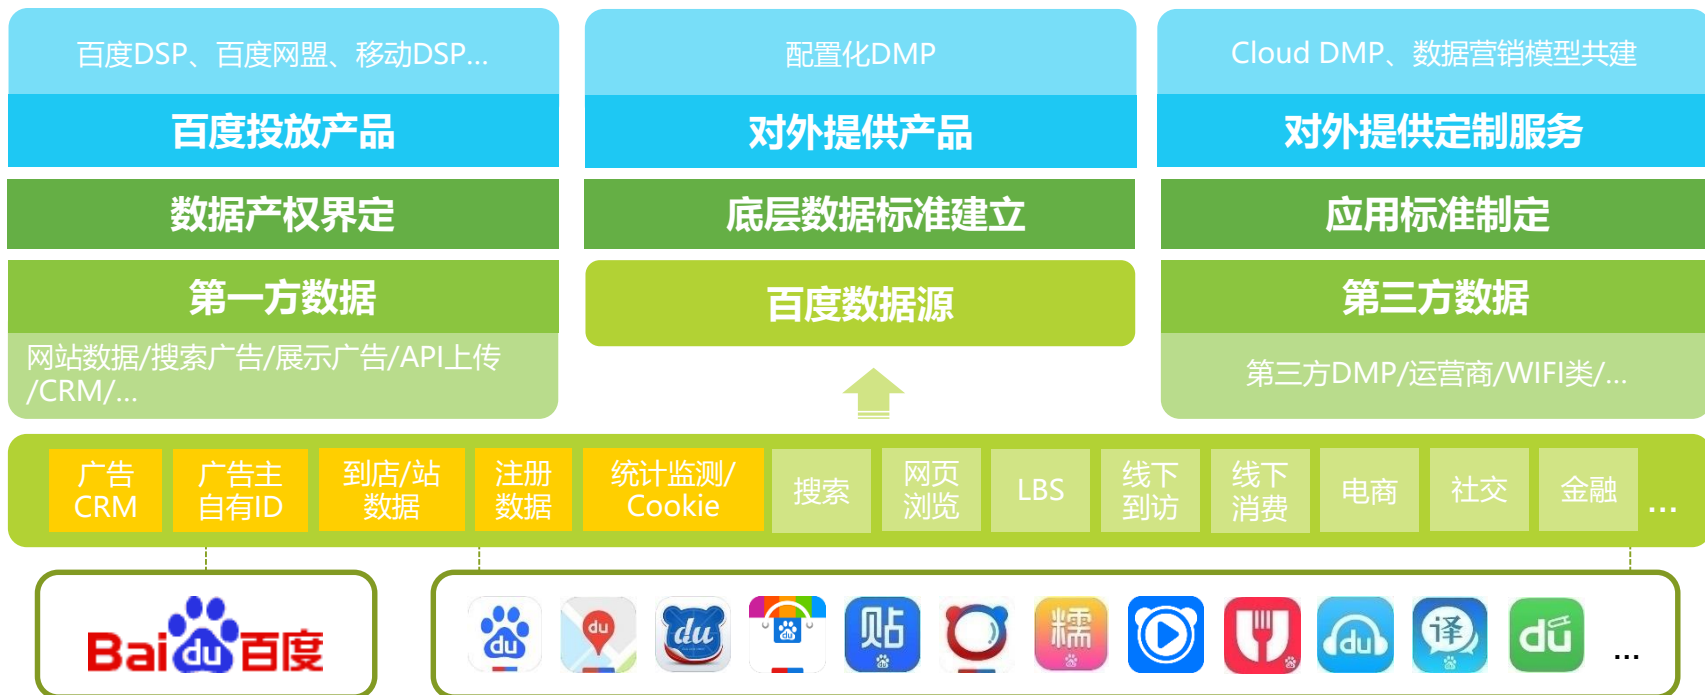 百度DSP、百度网盟、移动DSP...
配置化DMP
Cloud DMP、数据营销模型共建
百度投放产品
对外提供产品
对外提供定制服务
数据产权界定
底层数据标准建立
应用标准制定
第一方数据
百度数据源
第三方数据
网站数据/搜索广告/展示广告/API上传
/CRM/...
第三方DMP/运营商/WIFI类/...
广告
CRM
广告主
自有ID
到店/站
数据
注册
数据
统计监测/
Cookie
搜索
网页
浏览
LBS
线下
到访
线下
消费
电商
社交
金融
...
Bai du 百度
du
du
du
du
贴
糯
du
译
du
...